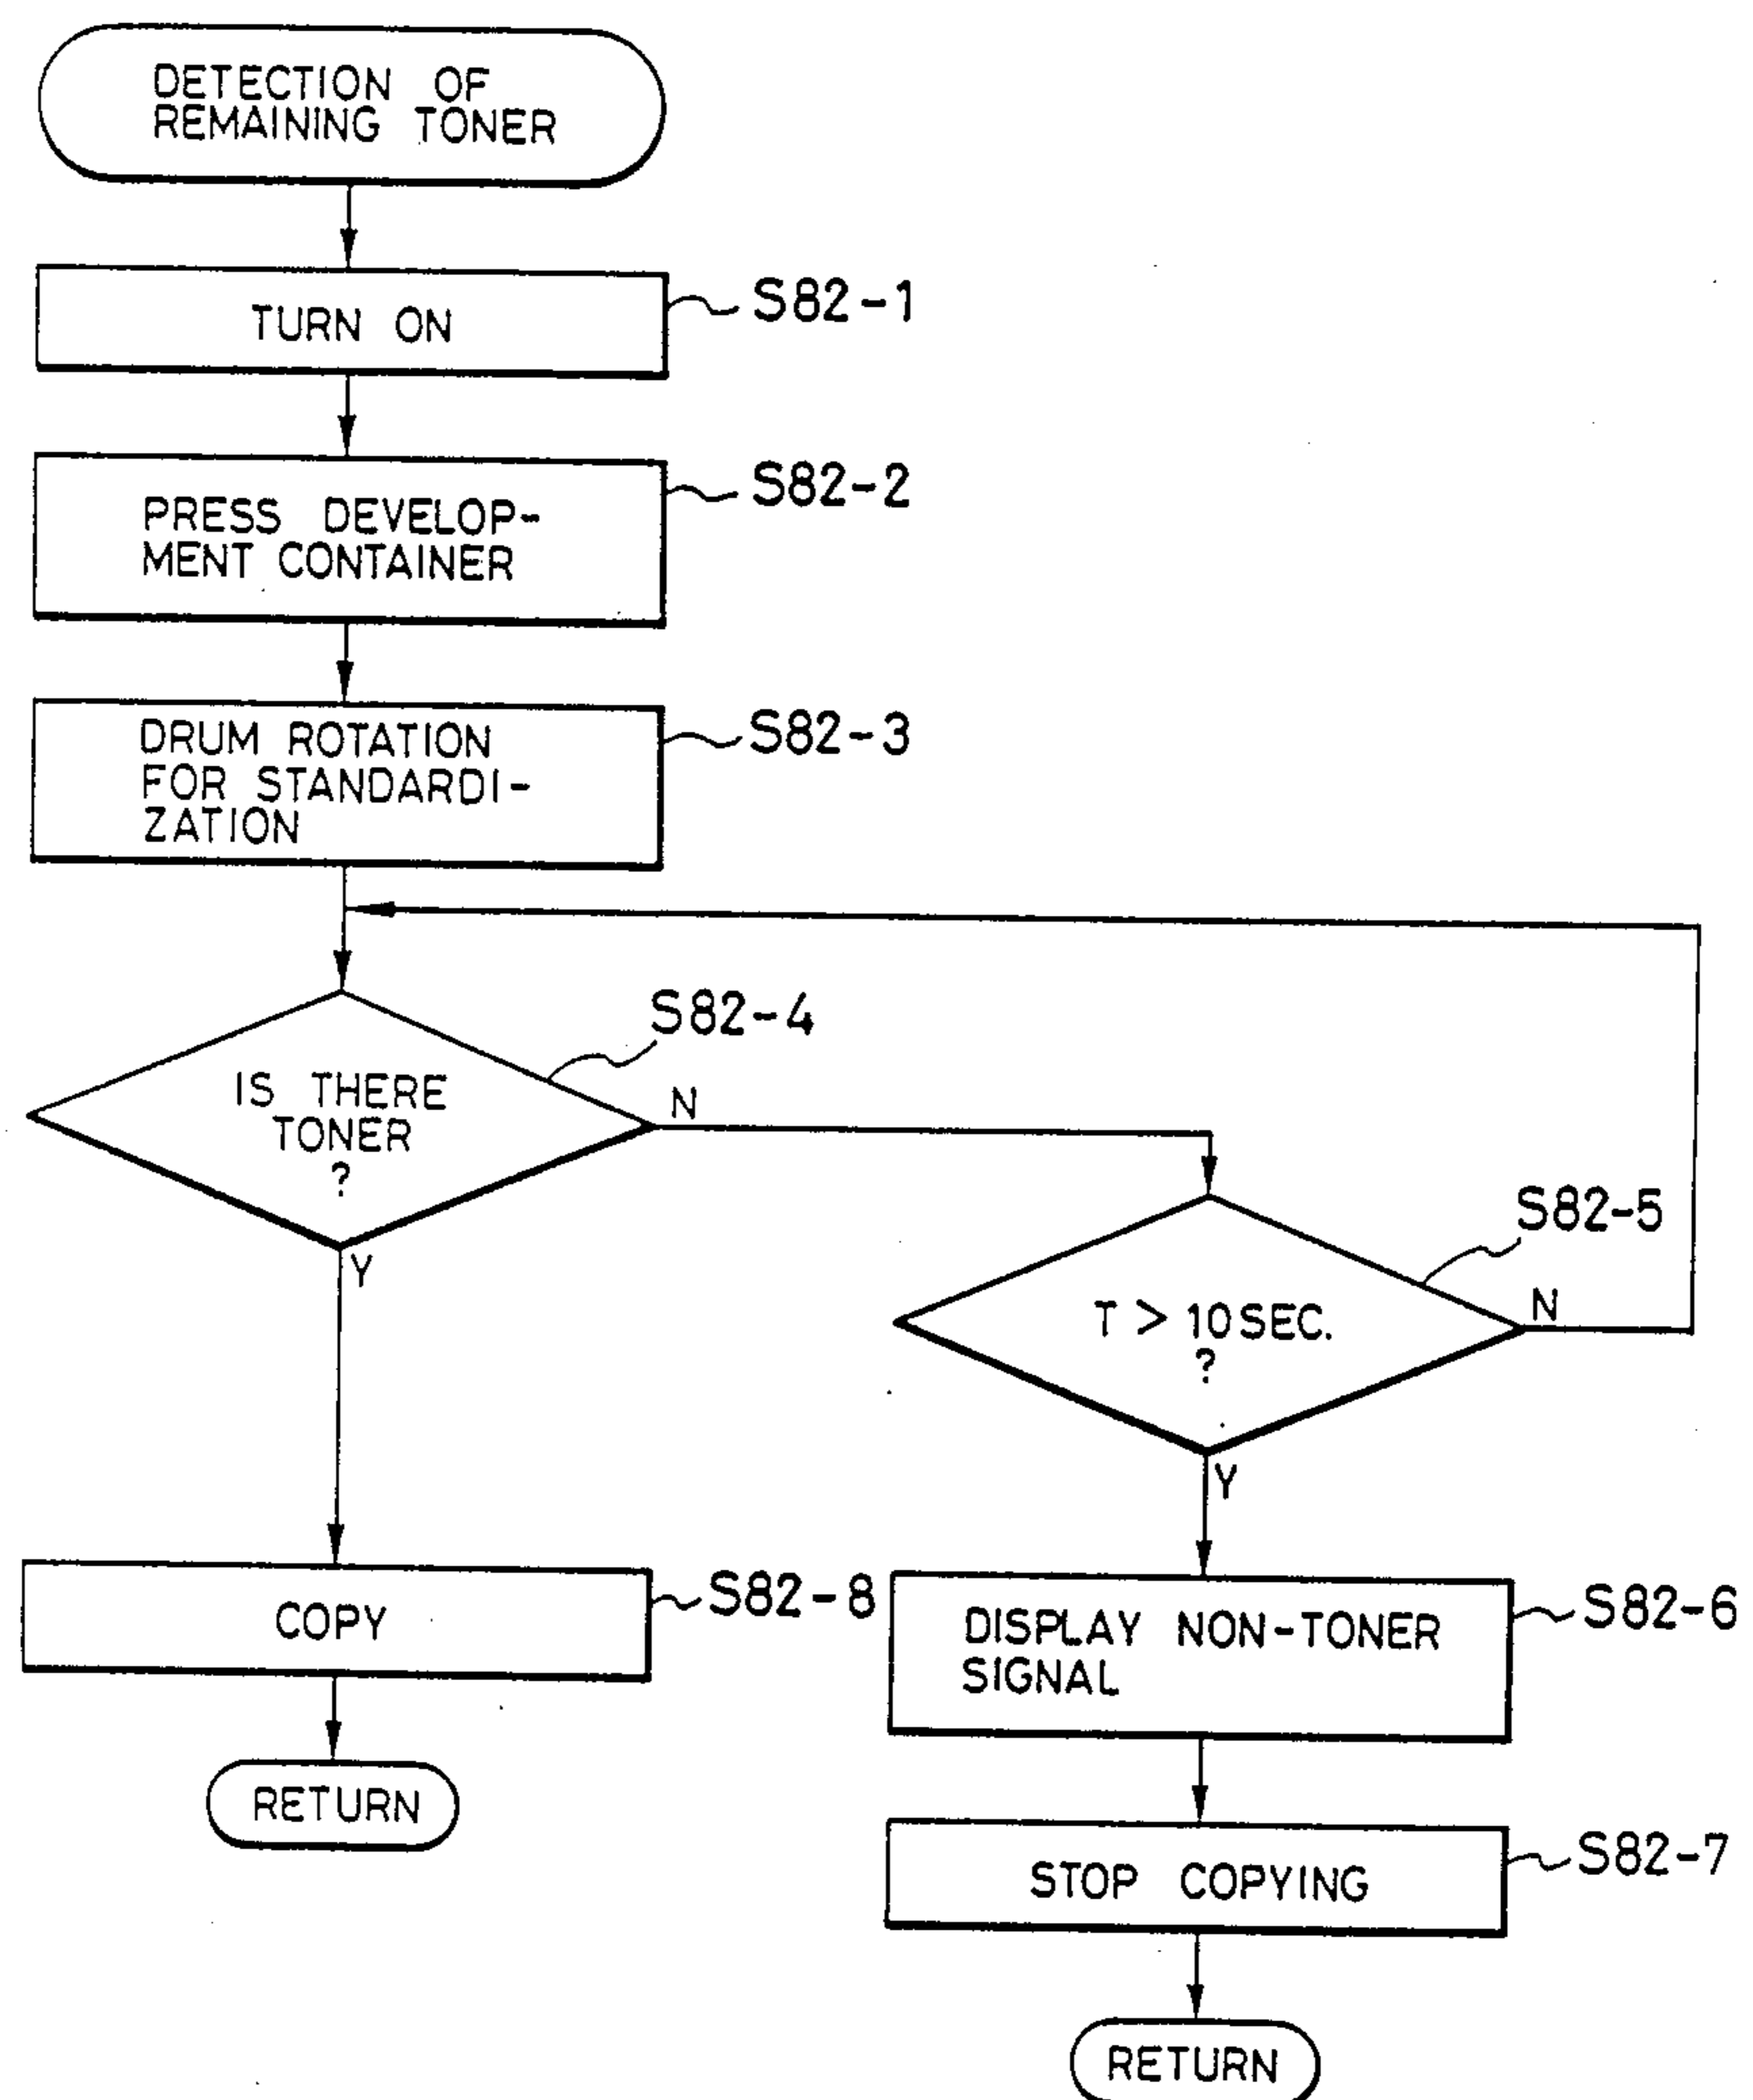 DETECTION OF
REMAINING TONER
TURN ON
S82-1
PRESS DEVELOP-
MENT CONTAINER
S82-2
DRUM ROTATION
FOR STANDARDI-
ZATION
S82-3
IS THERE
TONER
?
S82-4
N
Y
T > 10 SEC.
?
S82-5
N
Y
COPY
S82-8
RETURN
DISPLAY NON-TONER
SIGNAL
S82-6
STOP COPYING
S82-7
RETURN